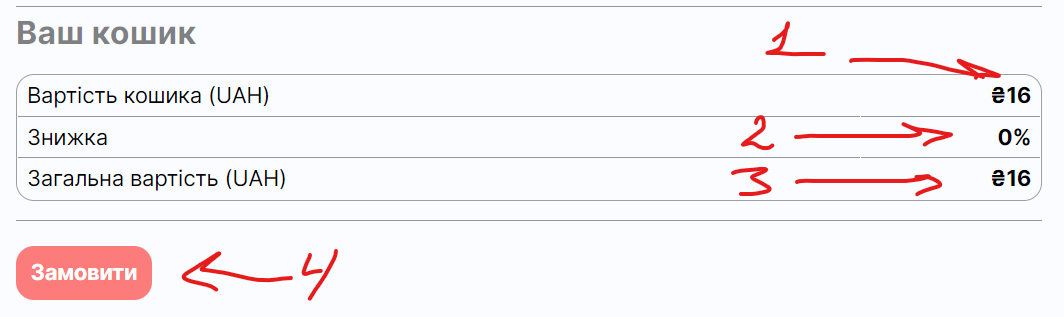 Ваш кошик
1
Вартість кошика (UAH) ₴16
Знижка 2 0%
Загальна вартість (UAH) 3 ₴16
Замовити 4